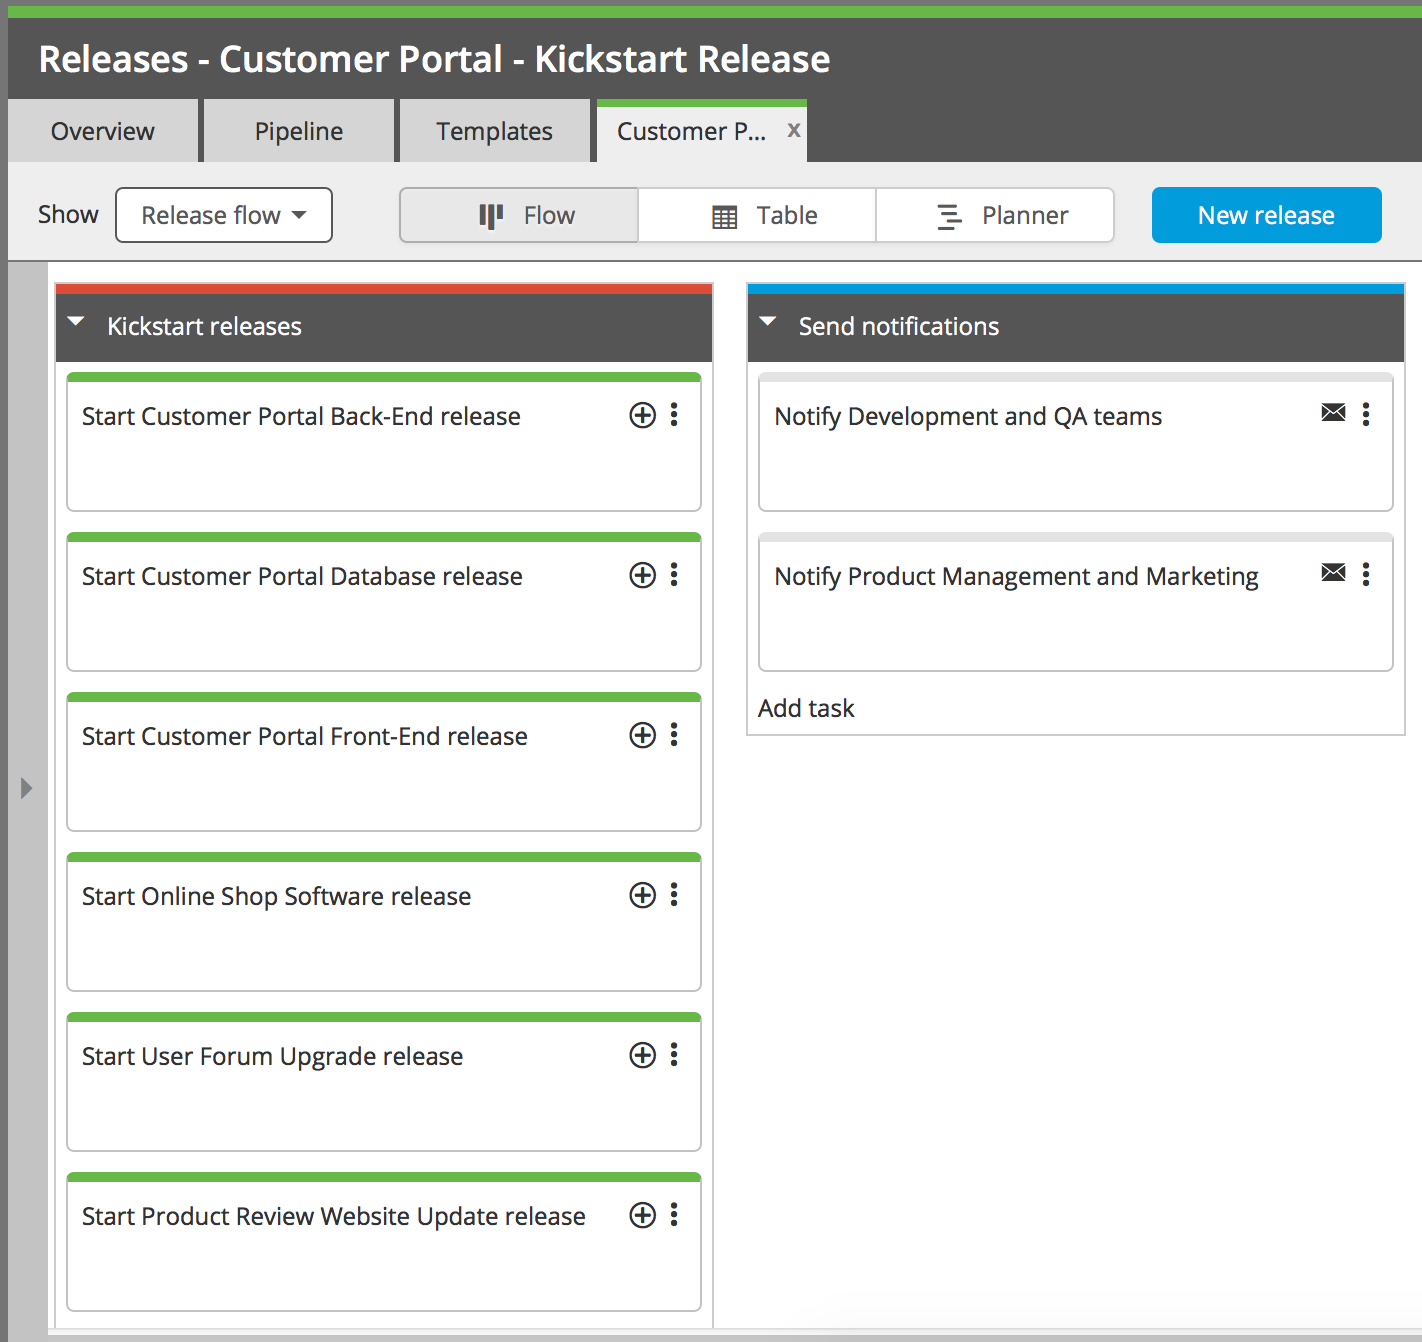 Releases - Customer Portal - Kickstart Release
Overview
Pipeline
Templates
Customer P... x
Show
Release flow
Flow
Table
Planner
New release
Kickstart releases
Start Customer Portal Back-End release
Start Customer Portal Database release
Start Customer Portal Front-End release
Start Online Shop Software release
Start User Forum Upgrade release
Start Product Review Website Update release
Send notifications
Notify Development and QA teams
Notify Product Management and Marketing
Add task